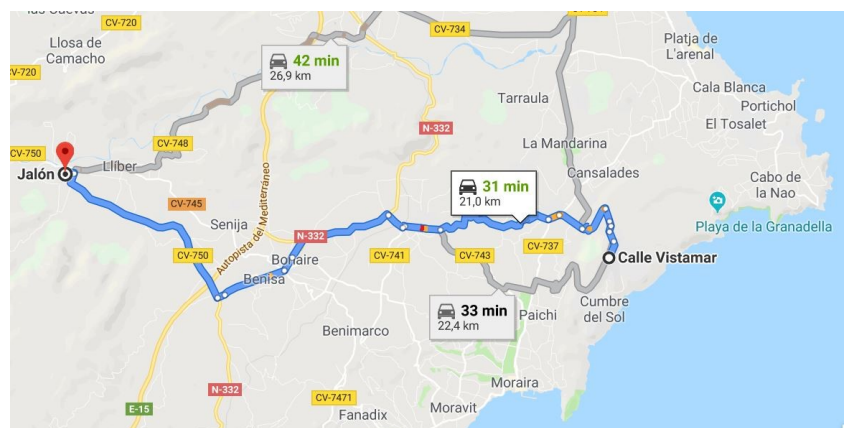 CV-720
Llosa de
Camacho
CV-734
Platja de
L'arenal
V-720
42 min
26,9 km
Cala Blanca
Portichol
Tarraula
El Tosalet
N-332
CV-748
La Mandarina
CV-750
Llíber
Jalón
Cansalades
Cabo de
la Nao
31 min
21,0 km
CV-745
Autopista del Mediterráneo
Senija
N-332
Playa de la Granadella
CV-750
CV-741
CV-743
CV-737
Bonaire
Calle Vistamar
Benisa
33 min
22,4 km
Cumbre
del Sol
Paichi
Benimarco
Moraira
N-332
CV-7471
E-15
Moravit
Fanadix